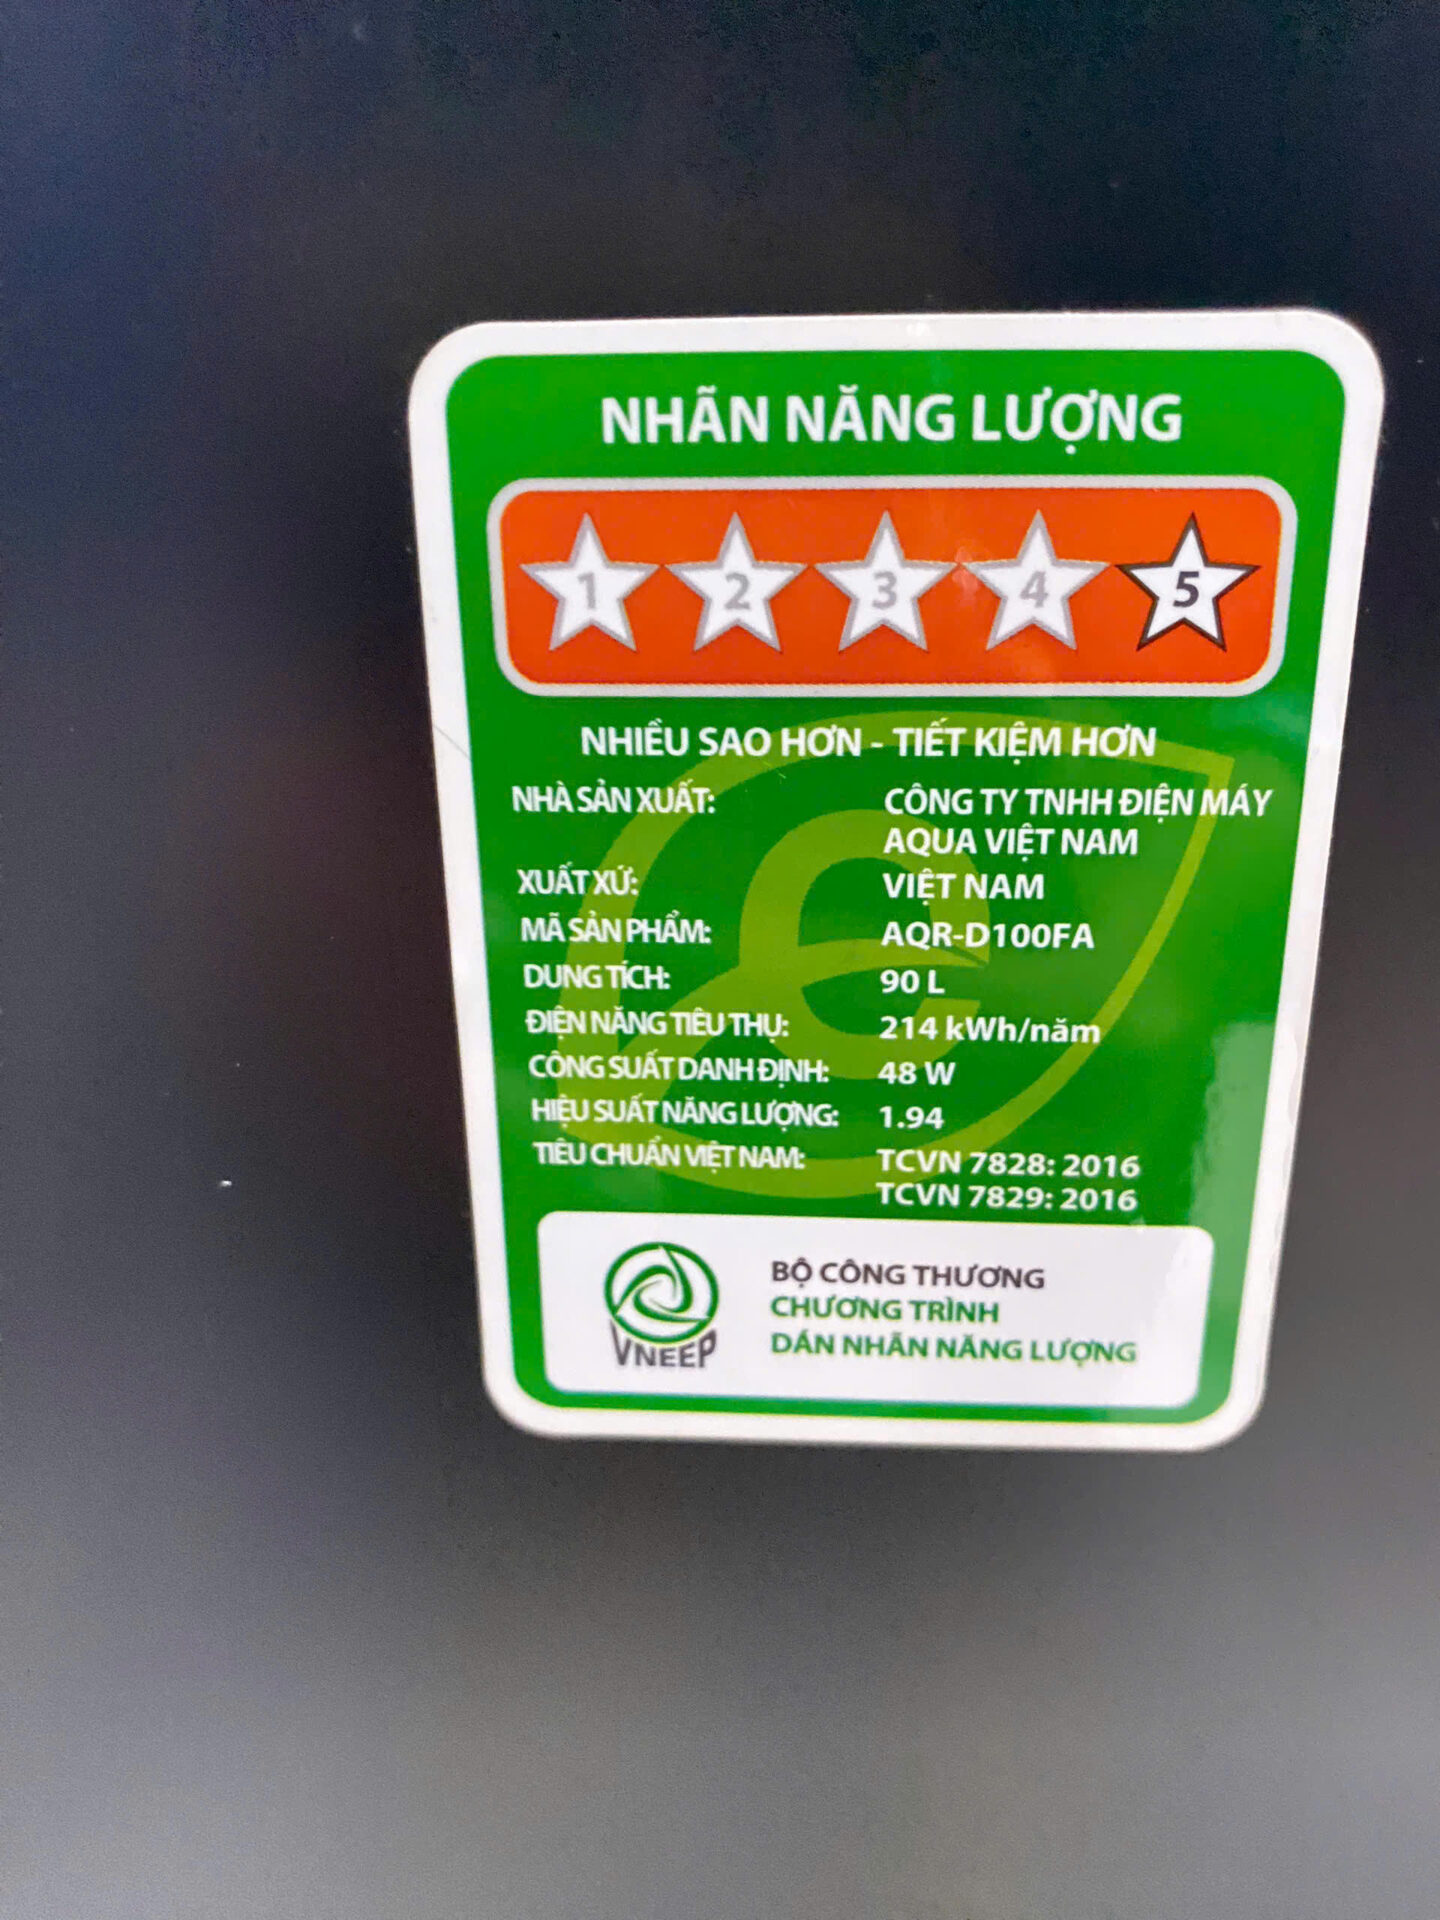 NHÃN NĂNG LƯỢNG
1 2 3 4 5
NHIỀU SAO HƠN - TIẾT KIỆM HƠN
NHÀ SẢN XUẤT: CÔNG TY TNHH ĐIỆN MÁY
AQUA VIỆT NAM
XUẤT XỨ: VIỆT NAM
MÃ SẢN PHẨM: AQR-D100FA
DUNG TÍCH: 90 L
ĐIỆN NĂNG TIÊU THỤ: 214 kWh/năm
CÔNG SUẤT DANH ĐỊNH: 48 W
HIỆU SUẤT NĂNG LƯỢNG: 1.94
TIÊU CHUẨN VIỆT NAM: TCVN 7828: 2016
TCVN 7829: 2016
VNEEP
BỘ CÔNG THƯƠNG
CHƯƠNG TRÌNH
DÁN NHÃN NĂNG LƯỢNG